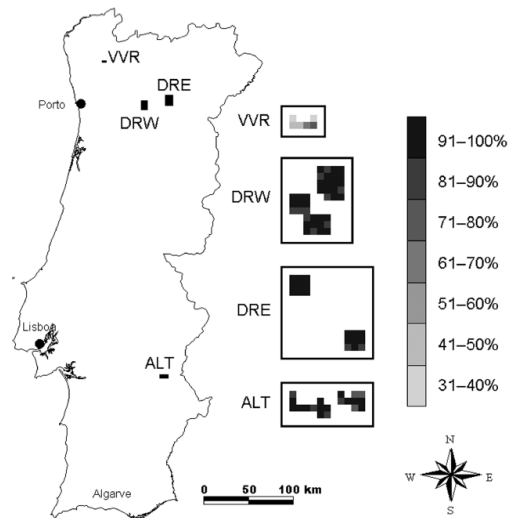 VVR
DRE
Porto
DRW
Lisboa
ALT
Algarve
0 50 100 km
VVR
DRW
DRE
ALT
91–100%
81–90%
71–80%
61–70%
51–60%
41–50%
31–40%
N
W E
S